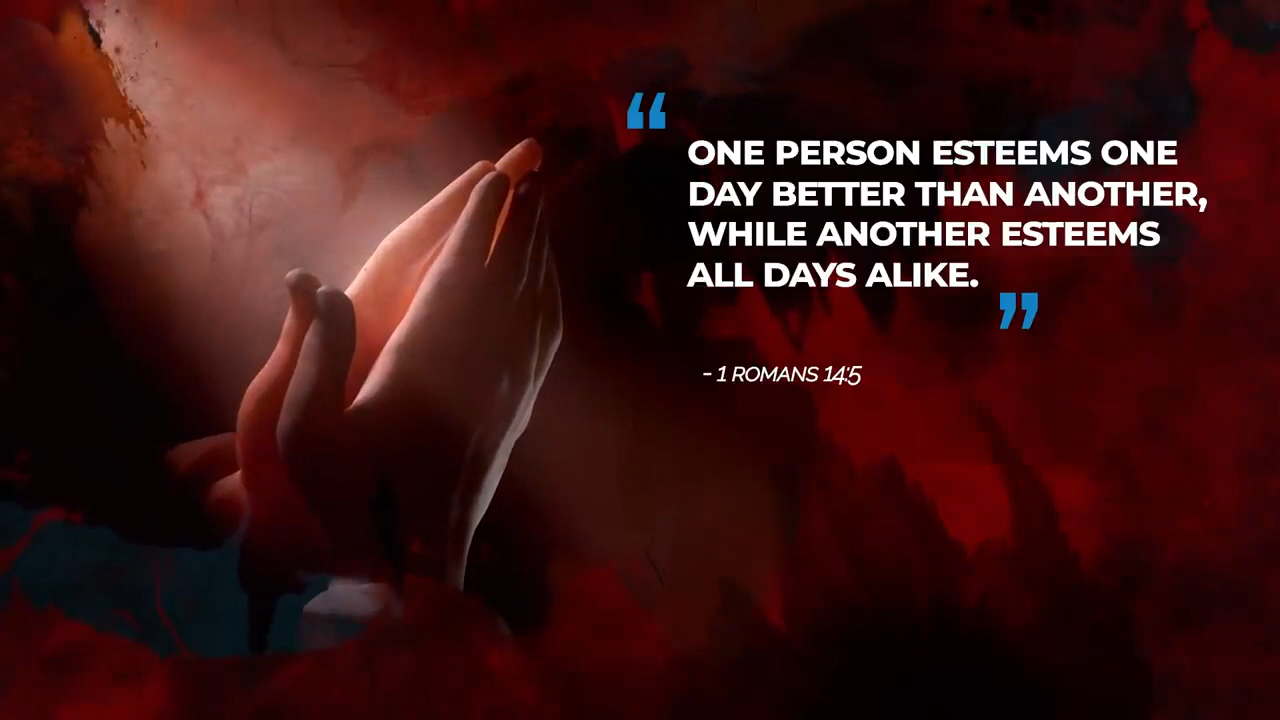 “
ONE PERSON ESTEEMS ONE
DAY BETTER THAN ANOTHER,
WHILE ANOTHER ESTEEMS
ALL DAYS ALIKE.
”
- 1 ROMANS 14:5